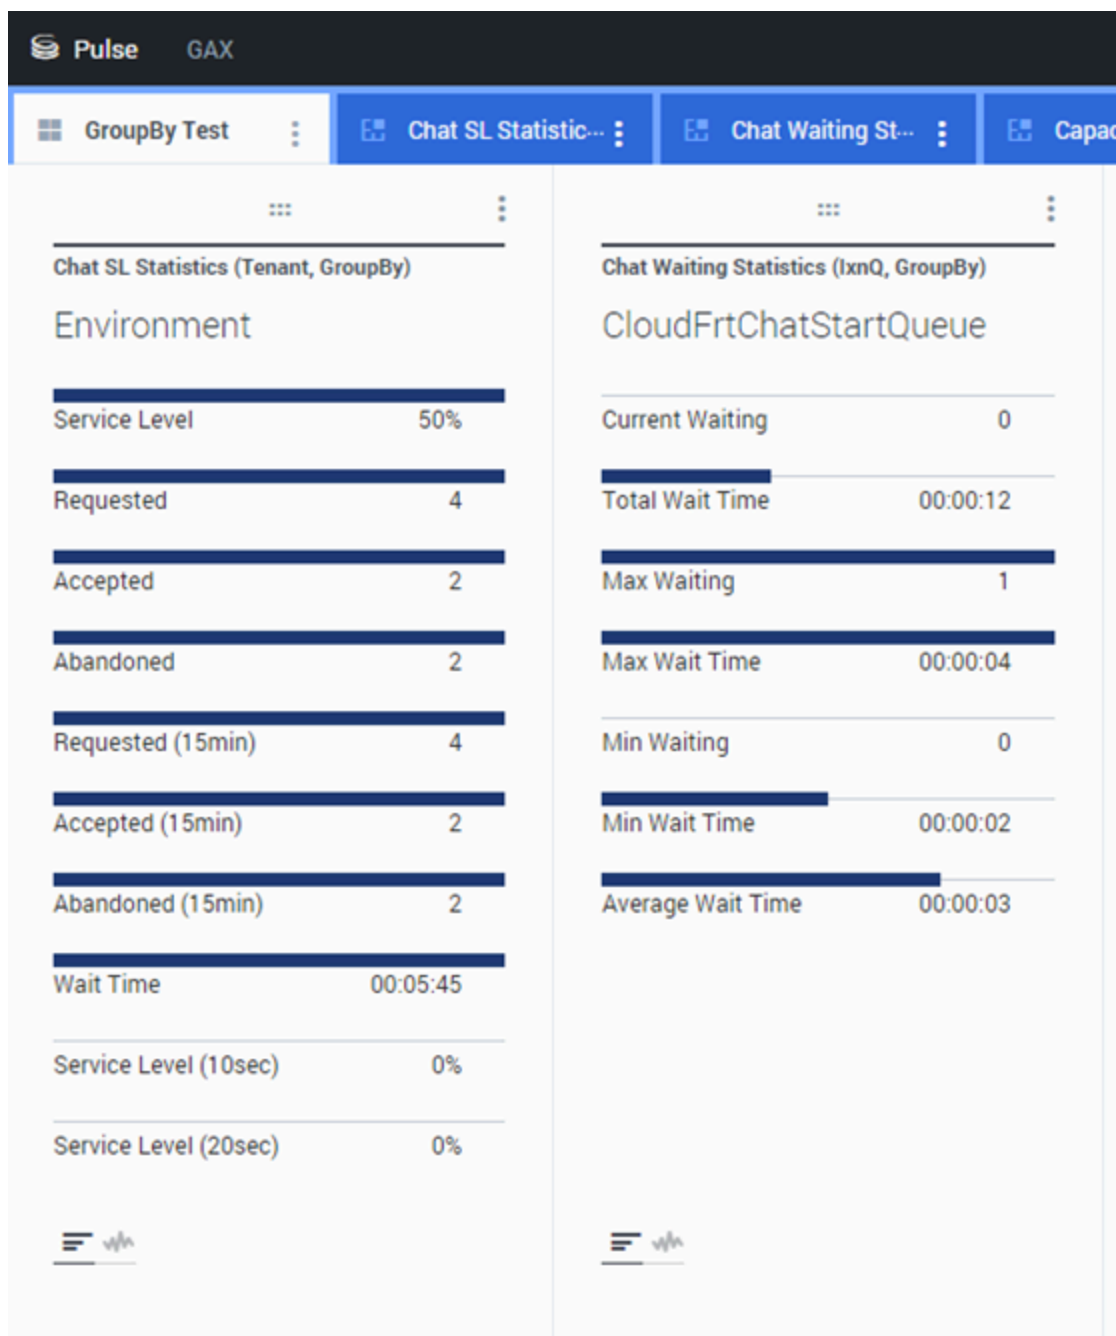 Pulse GAX
GroupBy Test Chat SL Statistic... Chat Waiting St... Capac
Chat SL Statistics (Tenant, GroupBy)
Environment
Service Level 50%
Requested 4
Accepted 2
Abandoned 2
Requested (15min) 4
Accepted (15min) 2
Abandoned (15min) 2
Wait Time 00:05:45
Service Level (10sec) 0%
Service Level (20sec) 0%
Chat Waiting Statistics (IxnQ, GroupBy)
CloudFrtChatStartQueue
Current Waiting 0
Total Wait Time 00:00:12
Max Waiting 1
Max Wait Time 00:00:04
Min Waiting 0
Min Wait Time 00:00:02
Average Wait Time 00:00:03